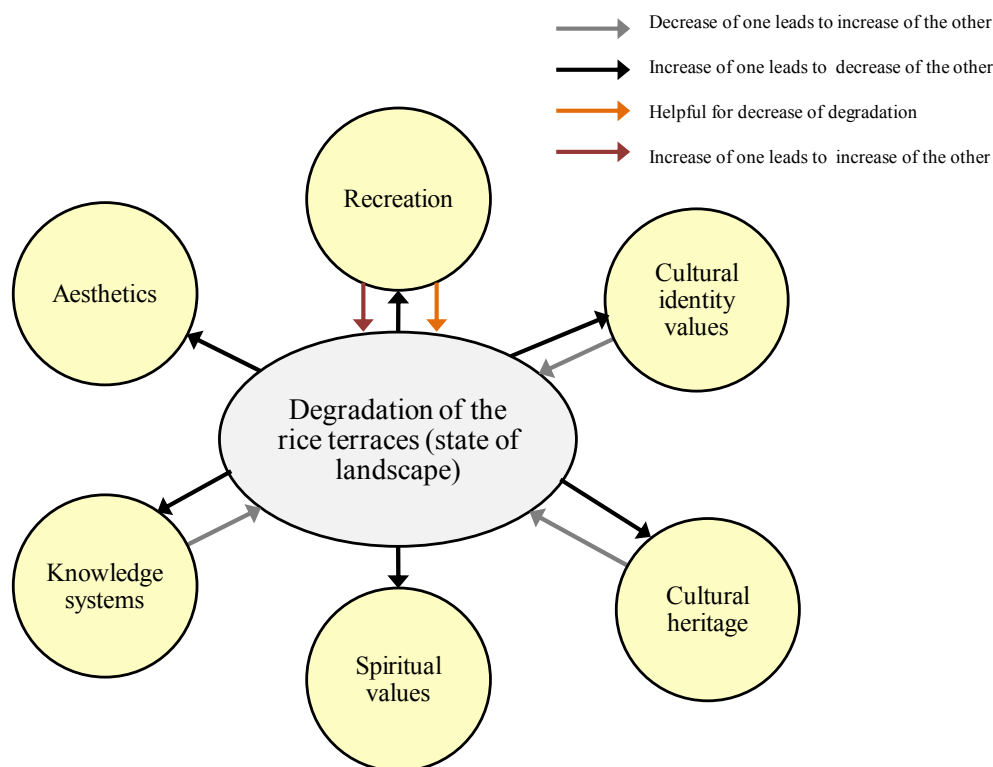 Decrease of one leads to increase of the other
Increase of one leads to decrease of the other
Helpful for decrease of degradation
Increase of one leads to increase of the other
Recreation
Aesthetics
Cultural
identity
values
Degradation of the
rice terraces (state of
landscape)
Knowledge
systems
Cultural
heritage
Spiritual
values